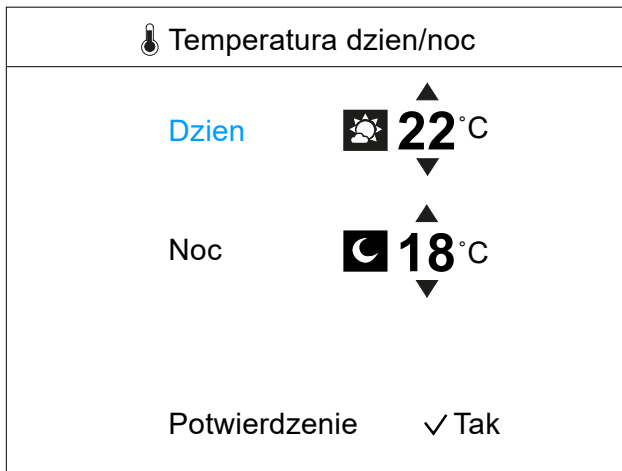 Temperatura dzien/noc
Dzien 22°C
Noc 18°C
Potwierdzenie ✓ Tak